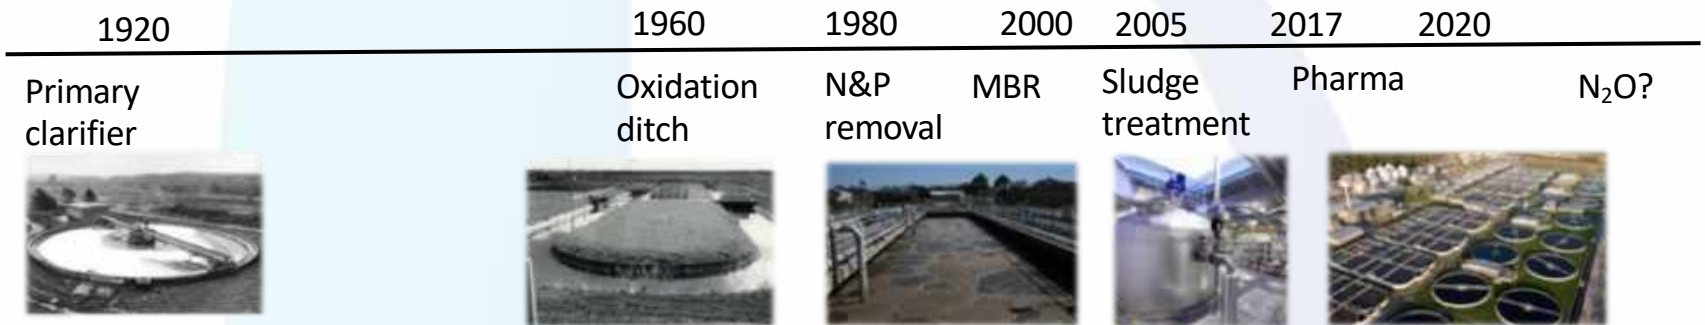 1920
1960
1980
2000
2005
2017
2020
Primary
clarifier
Oxidation
ditch
N&P
removal
MBR
Sludge
treatment
Pharma
N₂O?